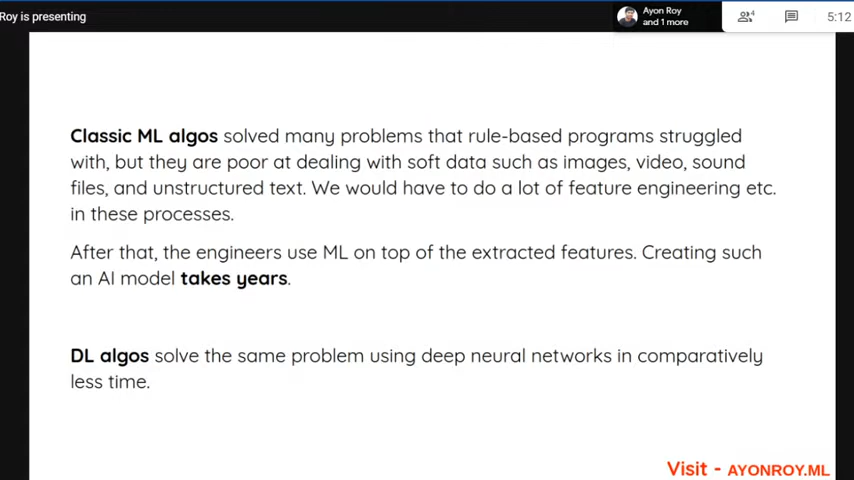 Roy is presenting
Ayon Roy
and 1 more
4
5:12
Classic ML algos solved many problems that rule-based programs struggled
with, but they are poor at dealing with soft data such as images, video, sound
files, and unstructured text. We would have to do a lot of feature engineering etc.
in these processes.
After that, the engineers use ML on top of the extracted features. Creating such
an AI model takes years.
DL algos solve the same problem using deep neural networks in comparatively
less time.
Visit - AYONROY.ML